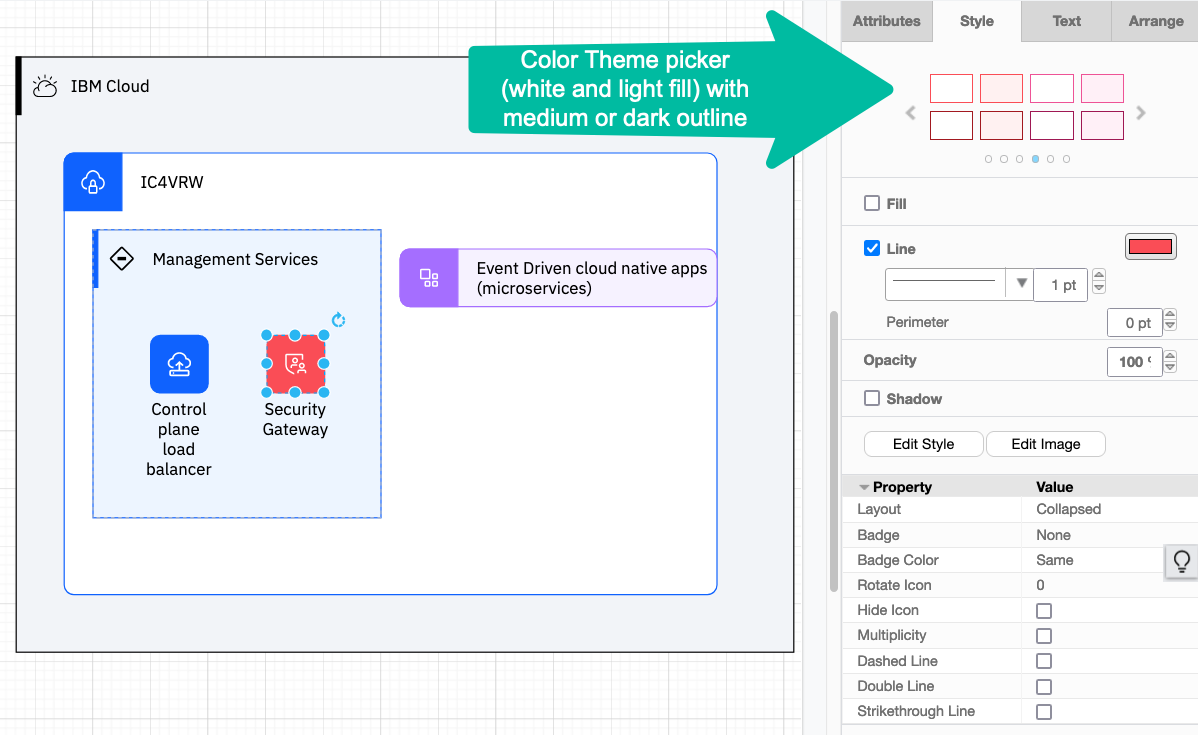 Attributes
Style
Text
Arrange
Color Theme picker
(white and light fill) with
medium or dark outline
IBM Cloud
IC4VRW
Management Services
Event Driven cloud native apps
(microservices)
Control
plane
load
balancer
Security
Gateway
Fill
Line
1 pt
Perimeter
0 pt
Opacity
100
Shadow
Edit Style
Edit Image
Property
Value
Layout
Collapsed
Badge
None
Badge Color
Same
Rotate Icon
0
Hide Icon
Multiplicity
Dashed Line
Double Line
Strikethrough Line